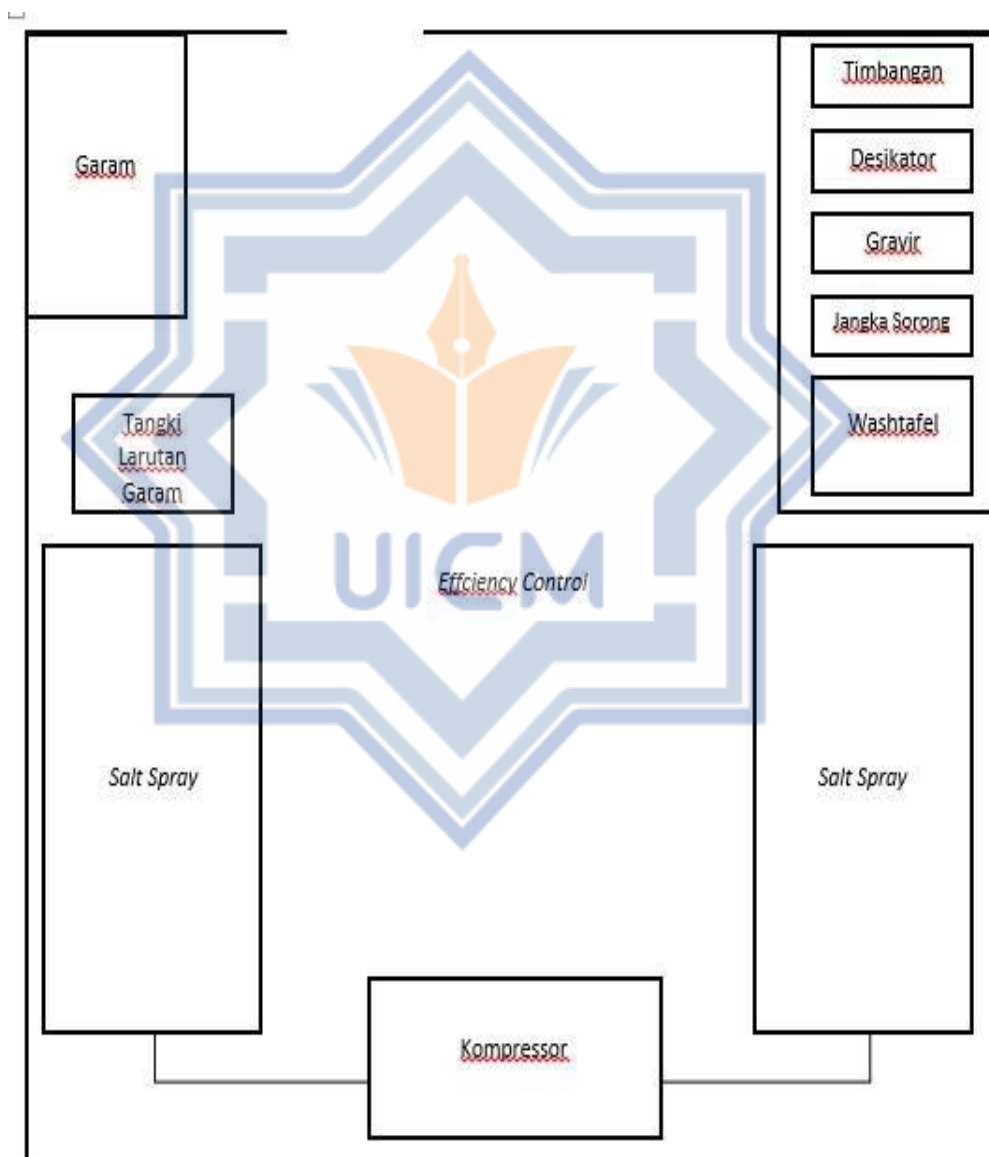 Garam
Timbangan
Desikator
Gravir
Jangka Sorong
Washtafel
Tangki
Larutan
Garam
UICM
Effciency Control
Salt Spray
Salt Spray
Kompressor